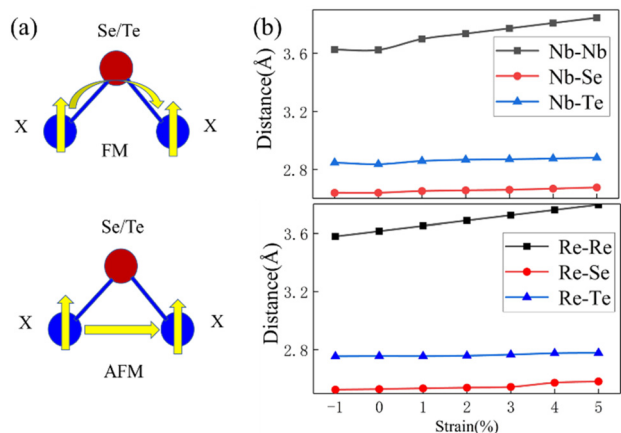 (a)
Se/Te
X
X
FM
Se/Te
X
X
AFM
(b)
Distance(Å)
3.6
3.2
2.8
Nb-Nb
Nb-Se
Nb-Te
Distance(Å)
3.6
3.2
2.8
Re-Re
Re-Se
Re-Te
-1 0 1 2 3 4 5
Strain(%)